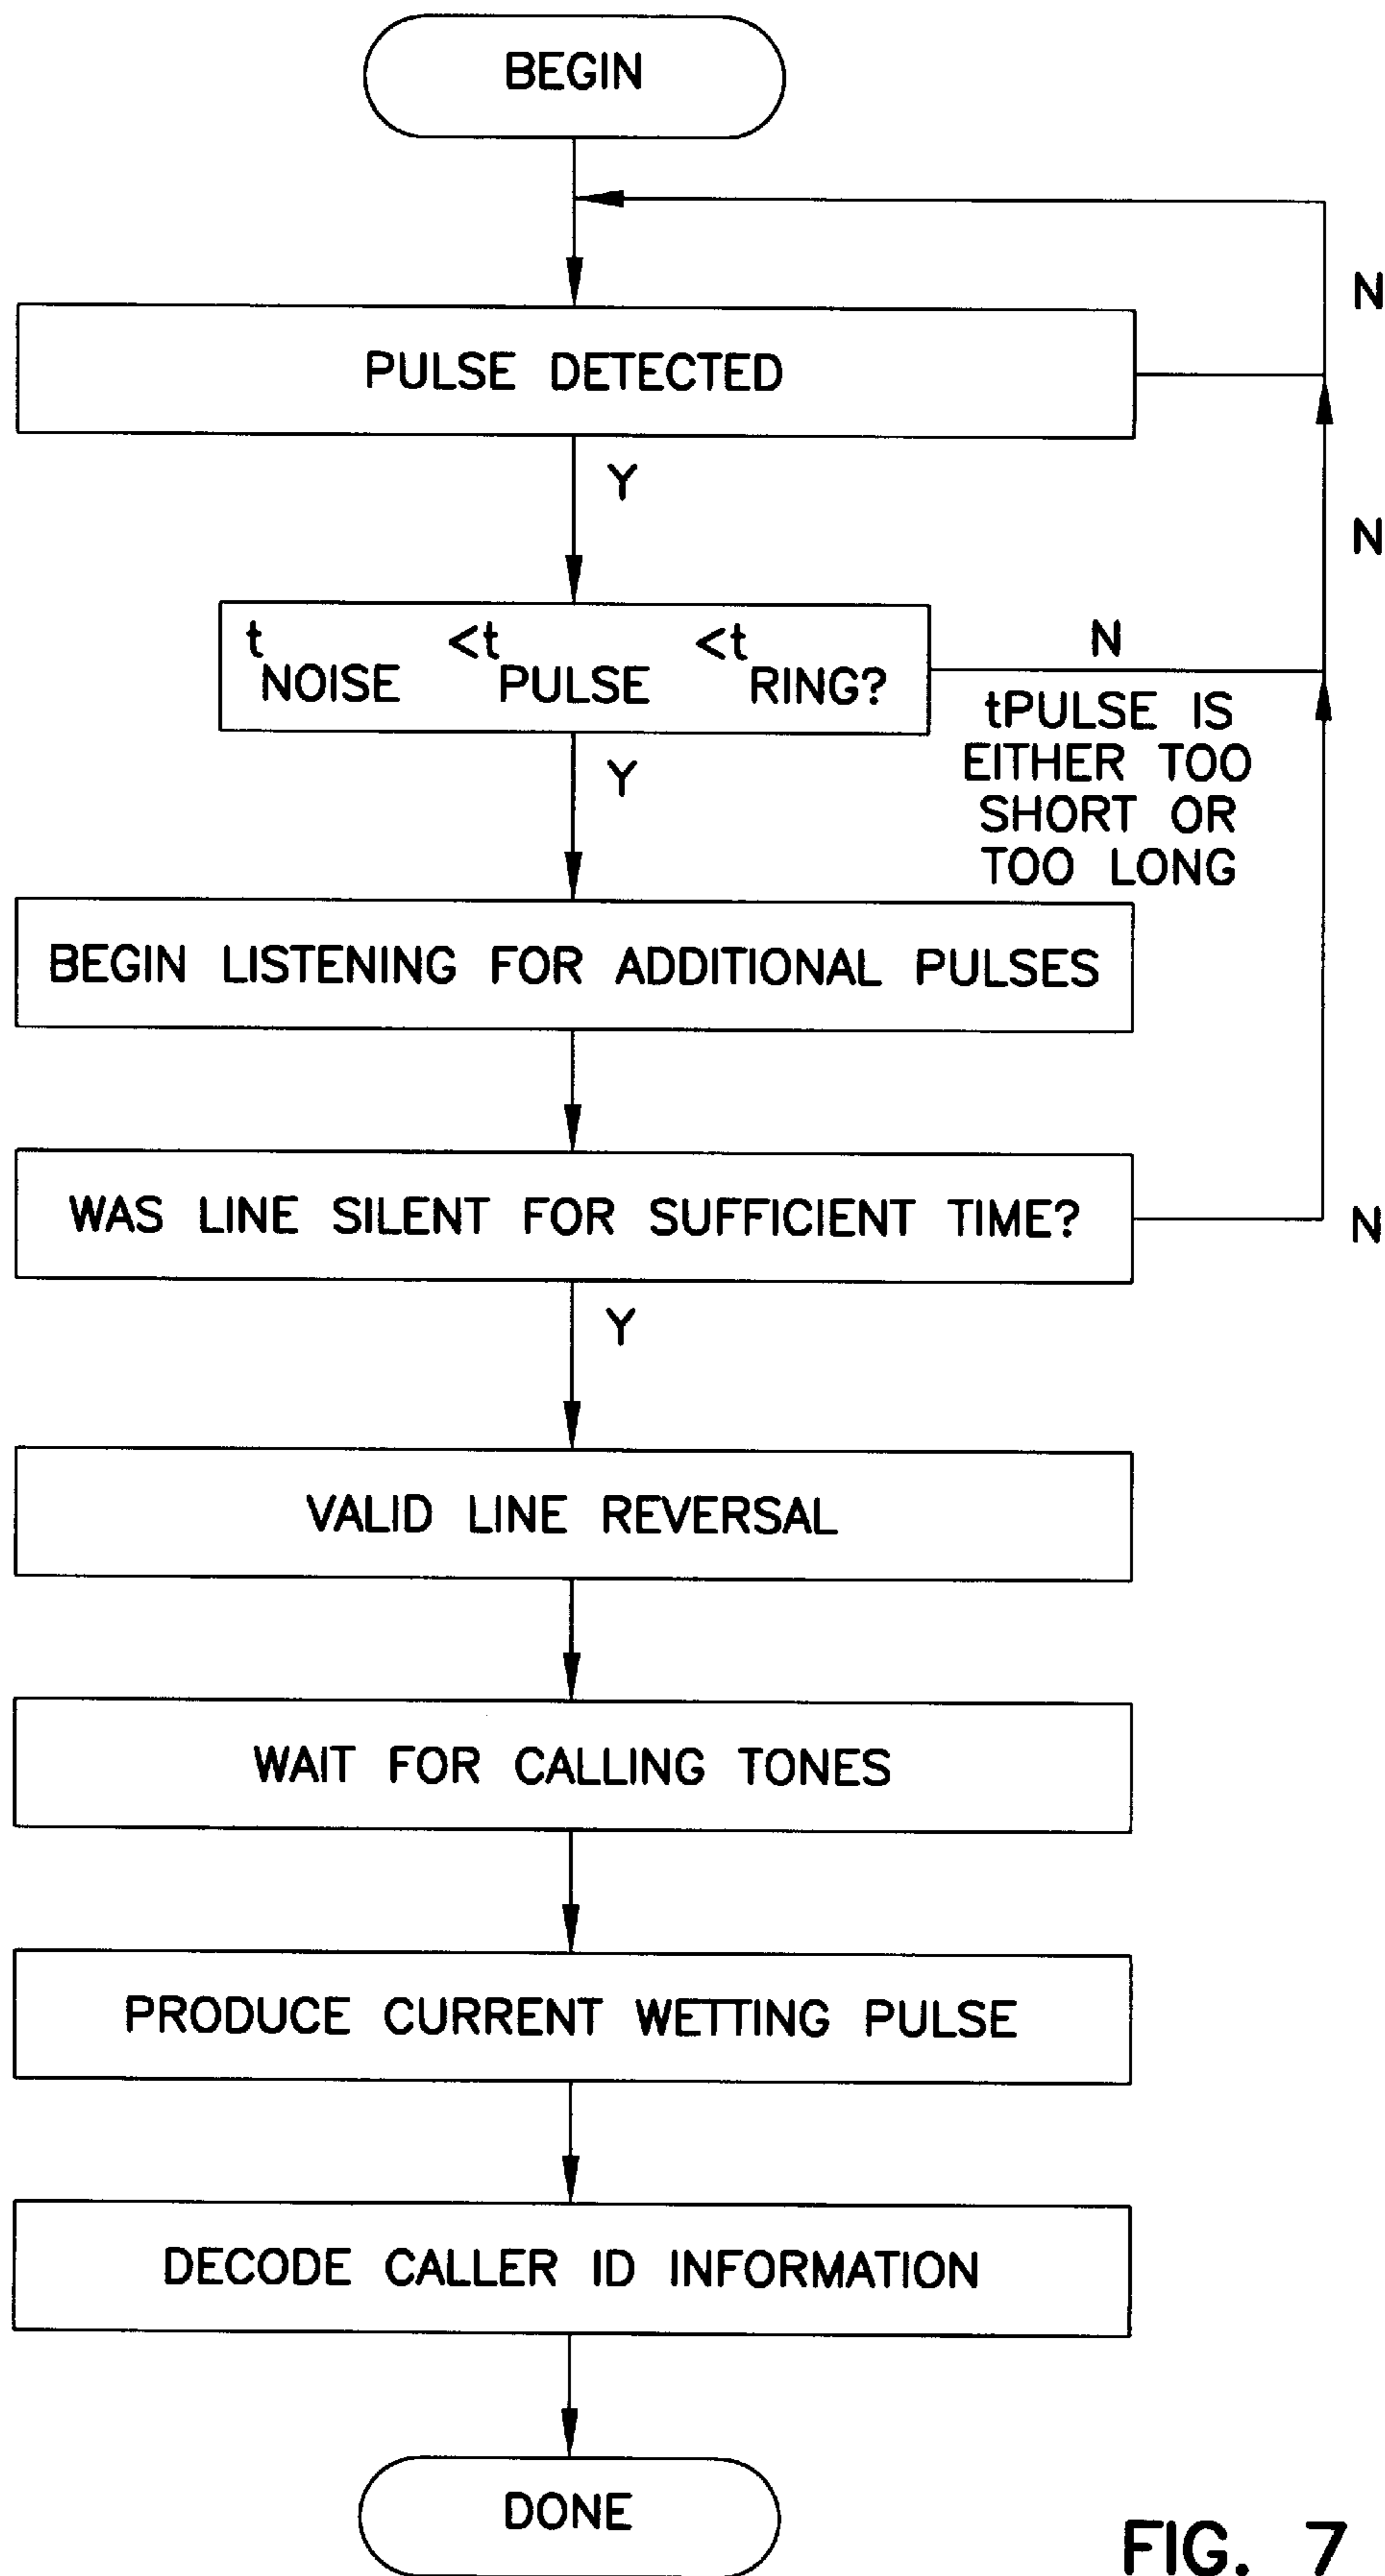 BEGIN
N
PULSE DETECTED
Y
N
t NOISE <t PULSE <t RING?
N
tPULSE IS
EITHER TOO
SHORT OR
TOO LONG
Y
BEGIN LISTENING FOR ADDITIONAL PULSES
WAS LINE SILENT FOR SUFFICIENT TIME?
N
Y
VALID LINE REVERSAL
WAIT FOR CALLING TONES
PRODUCE CURRENT WETTING PULSE
DECODE CALLER ID INFORMATION
DONE
FIG. 7